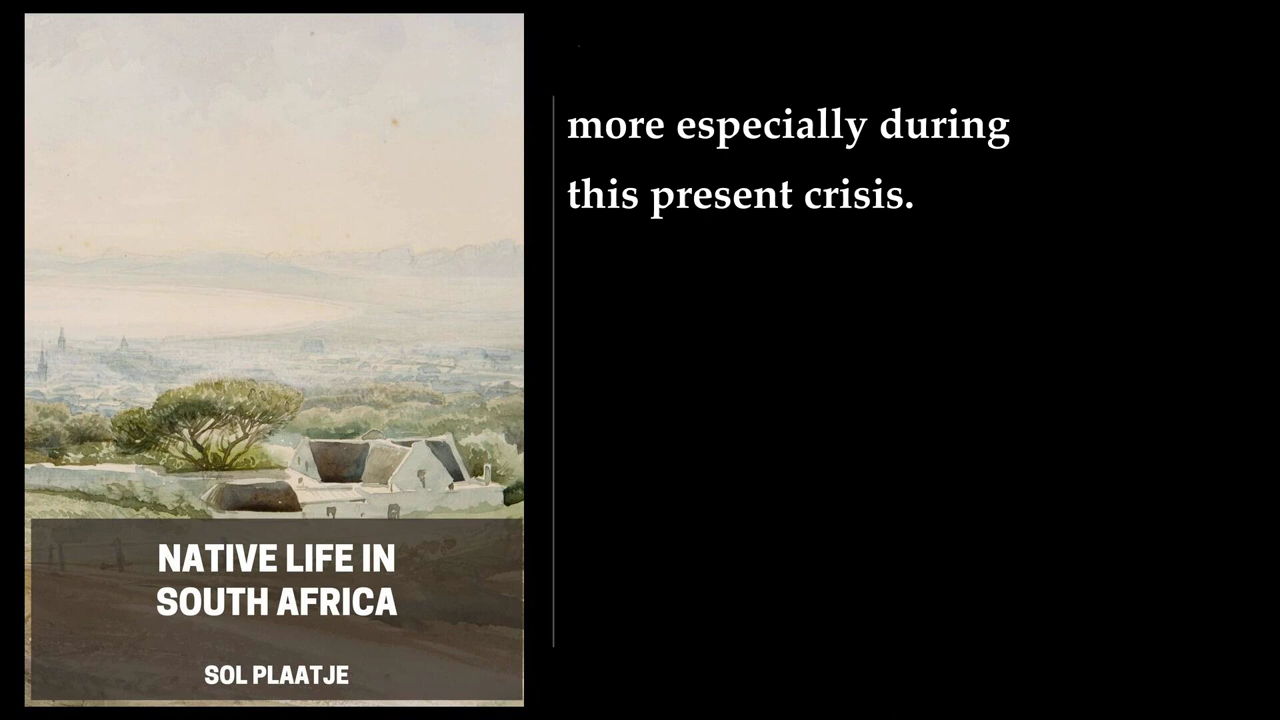 more especially during
this present crisis.
NATIVE LIFE IN
SOUTH AFRICA
SOL PLAATJE